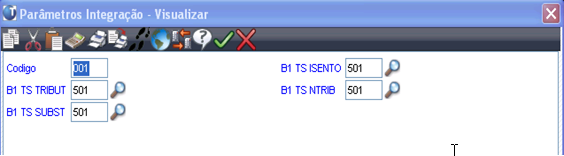 Parâmetros Integração - Visualizar
Codigo 001 B1 TS ISENTO 501
B1 TS TRIBUT 501 B1 TS NTRIB 501
B1 TS SUBST 501